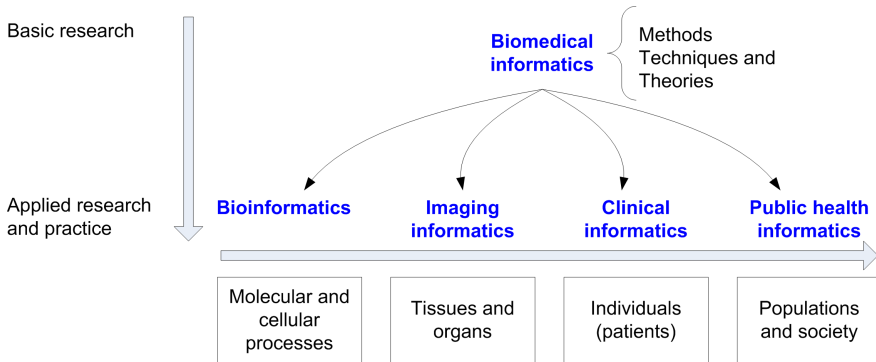 Basic research
Biomedical
informatics
Methods
Techniques and
Theories
Applied research
and practice
Bioinformatics
Imaging
informatics
Clinical
informatics
Public health
informatics
Molecular and
cellular
processes
Tissues and
organs
Individuals
(patients)
Populations
and society